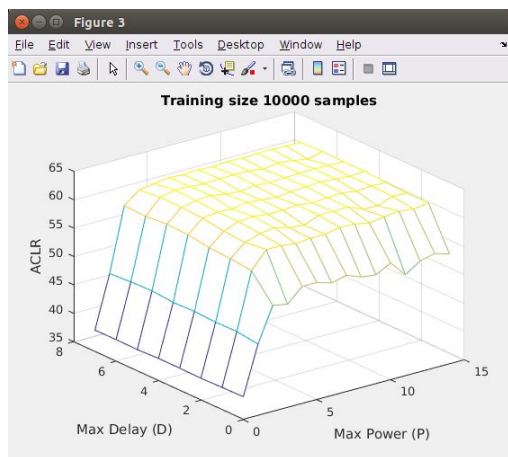 Figure 3
File Edit View Insert Tools Desktop Window Help
Training size 10000 samples
65
60
55
50
45
40
35
ACLR
8
6
4
2
0
Max Delay (D)
0
5
10
15
Max Power (P)